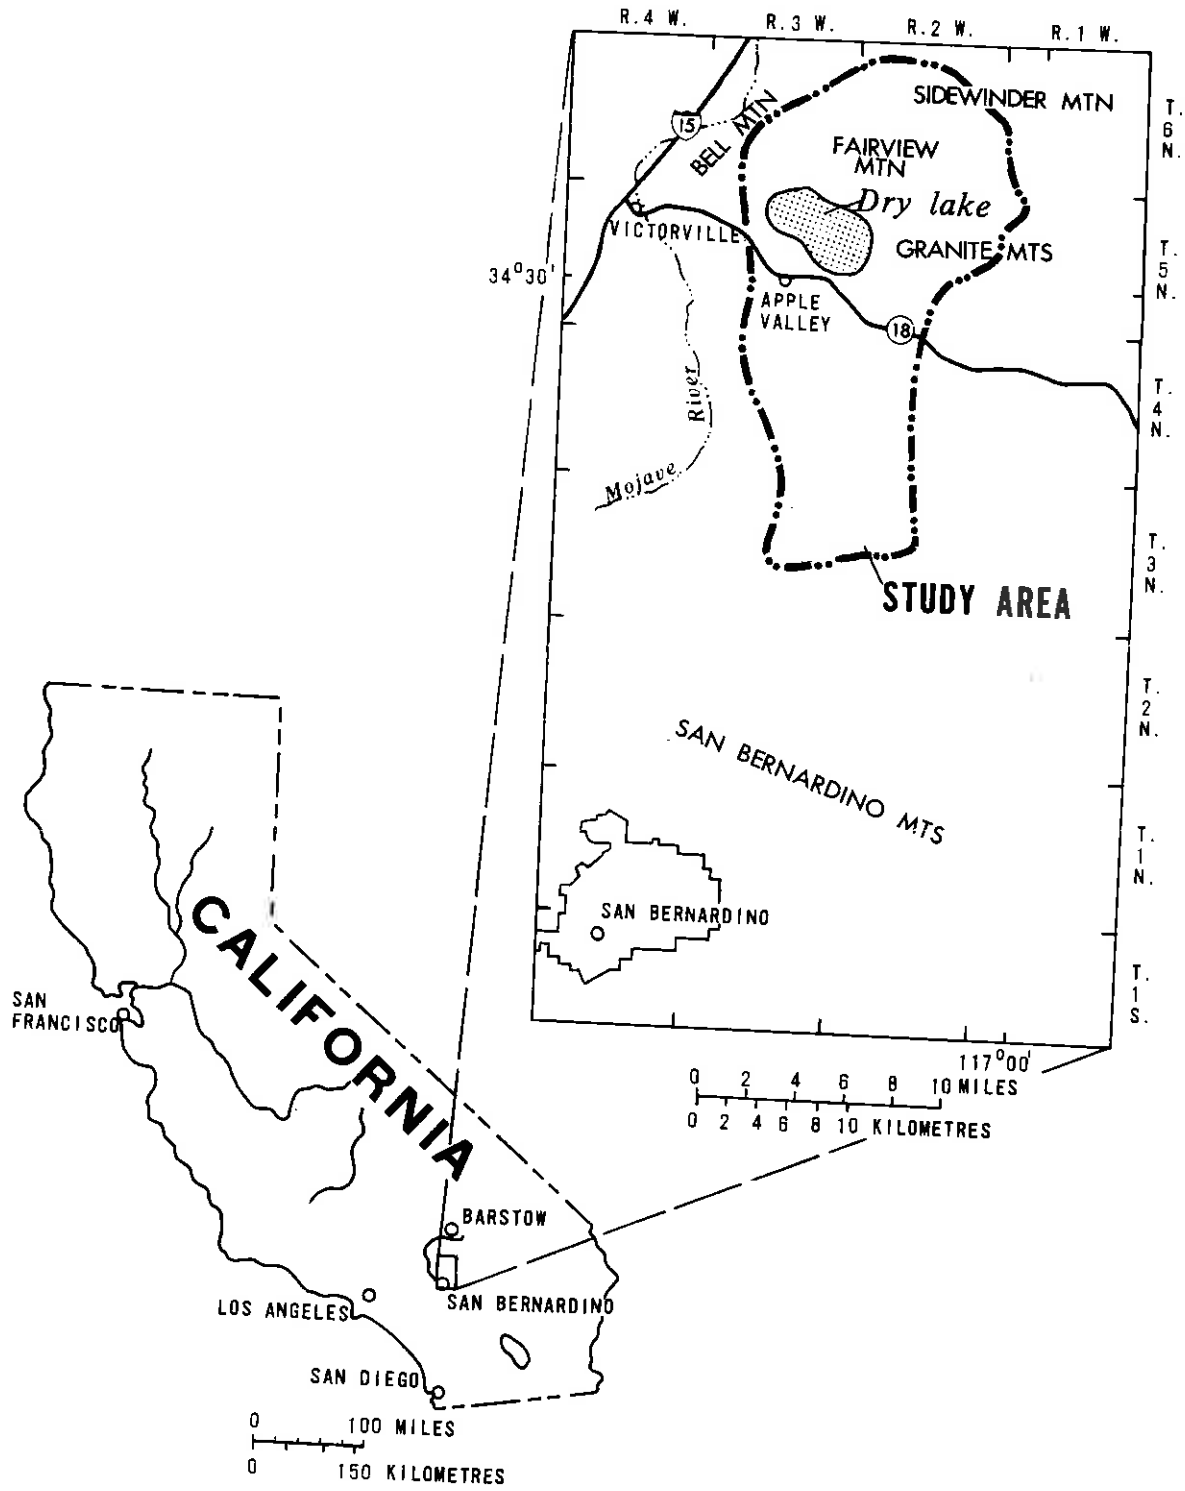 R.4 W. R.3 W. R.2 W. R.1 W.
SIDEWINDER MTN
T.
6
N.
15
BELL MTN
FAIRVIEW
MTN
Dry lake
VICTORVILLE
GRANITE MTS
T.
5
N.
34°30'
APPLE
VALLEY
18
River
T.
4
N.
Mojave
T.
3
N.
STUDY AREA
T.
2
N.
SAN BERNARDINO MTS
T.
1
N.
SAN BERNARDINO
T.
1
S.
117°00'
0 2 4 6 8 10 MILES
0 2 4 6 8 10 KILOMETRES
CALIFORNIA
SAN
FRANCISCO
BARSTOW
SAN BERNARDINO
LOS ANGELES
SAN DIEGO
0 100 MILES
0 150 KILOMETRES